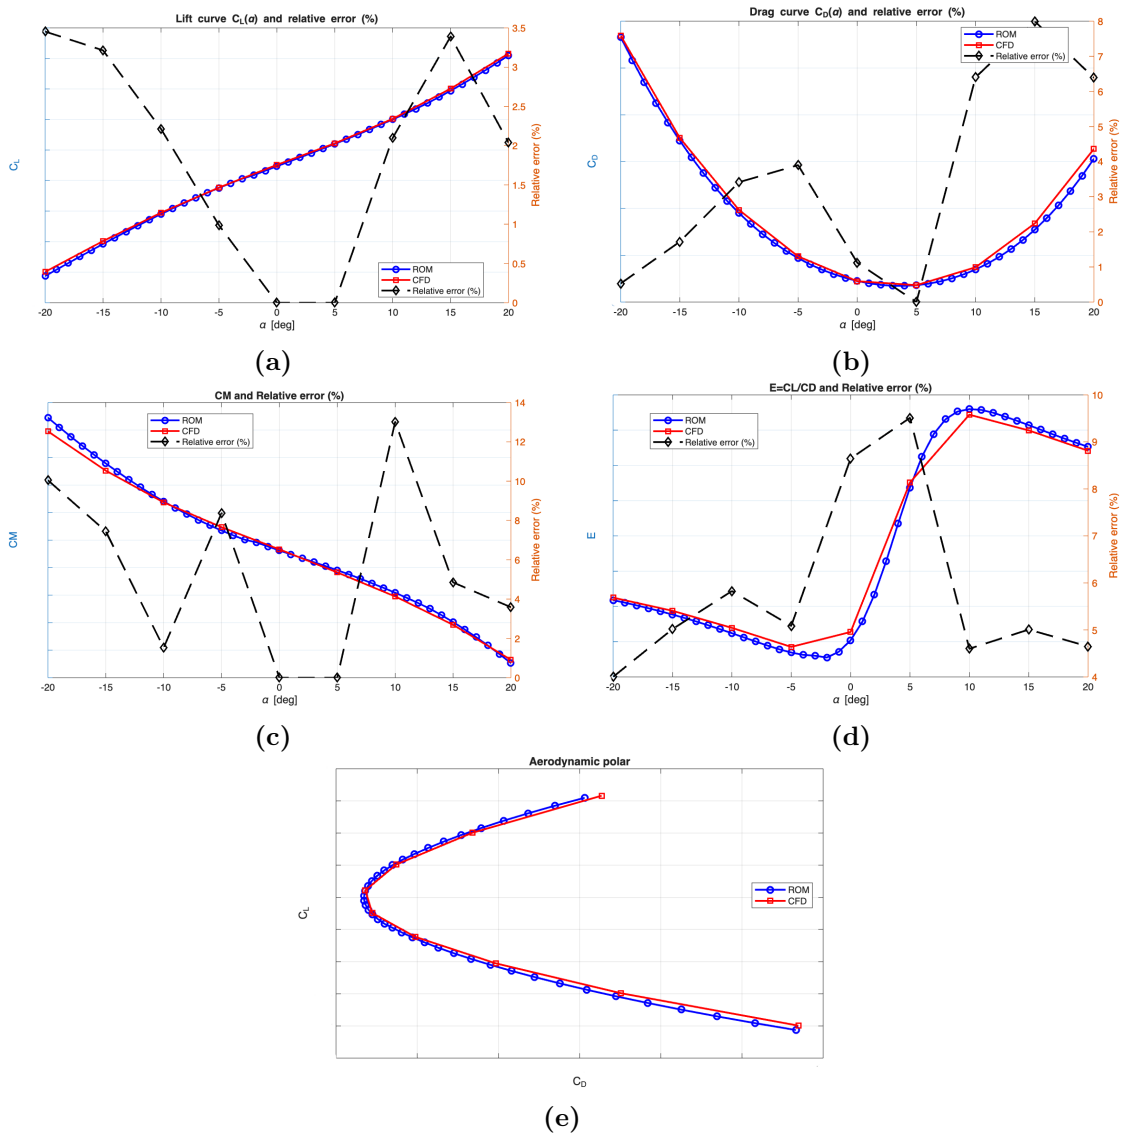 Lift curve C_L(α) and relative error (%)
C_L
3.5
3
2.5
2
1.5
1
0.5
0
Relative error (%)
ROM
CFD
Relative error (%)
-20 -15 -10 -5 0 5 10 15 20
α [deg]
(a)
Drag curve C_D(α) and relative error (%)
C_D
8
7
6
5
4
3
2
1
0
Relative error (%)
ROM
CFD
Relative error (%)
-20 -15 -10 -5 0 5 10 15 20
α [deg]
(b)
CM and Relative error (%)
CM
14
12
10
8
6
4
2
0
Relative error (%)
ROM
CFD
Relative error (%)
-20 -15 -10 -5 0 5 10 15 20
α [deg]
(c)
E=CL/CD and Relative error (%)
E
10
9
8
7
6
5
4
Relative error (%)
ROM
CFD
Relative error (%)
-20 -15 -10 -5 0 5 10 15 20
α [deg]
(d)
Aerodynamic polar
C_L
ROM
CFD
C_D
(e)